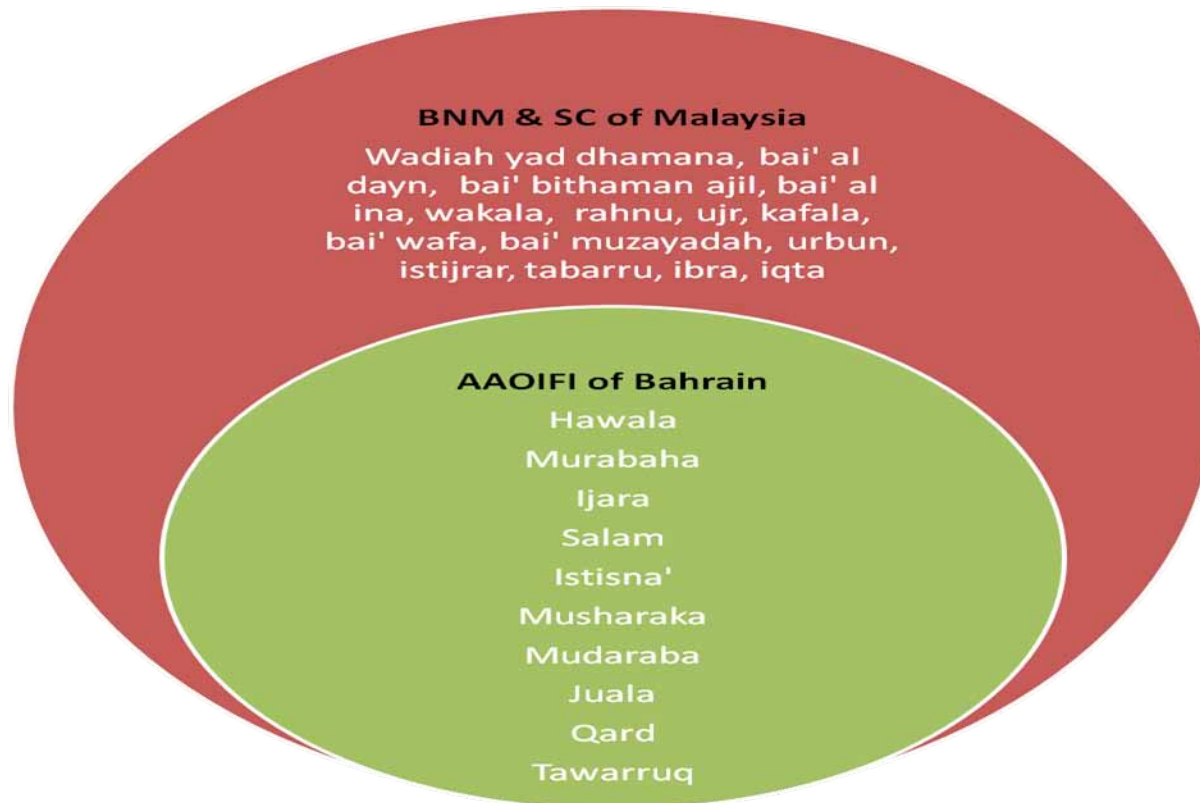 BNM & SC of Malaysia
Wadiah yad dhamana, bai' al
dayn, bai' bithaman ajil, bai' al
ina, wakala, rahnu, ujr, kafala,
bai' wafa, bai' muzayadah, urbun,
istijrar, tabarru, ibra, iqta
AAOIFI of Bahrain
Hawala
Murabaha
Ijara
Salam
Istisna'
Musharaka
Mudaraba
Juala
Qard
Tawarruq